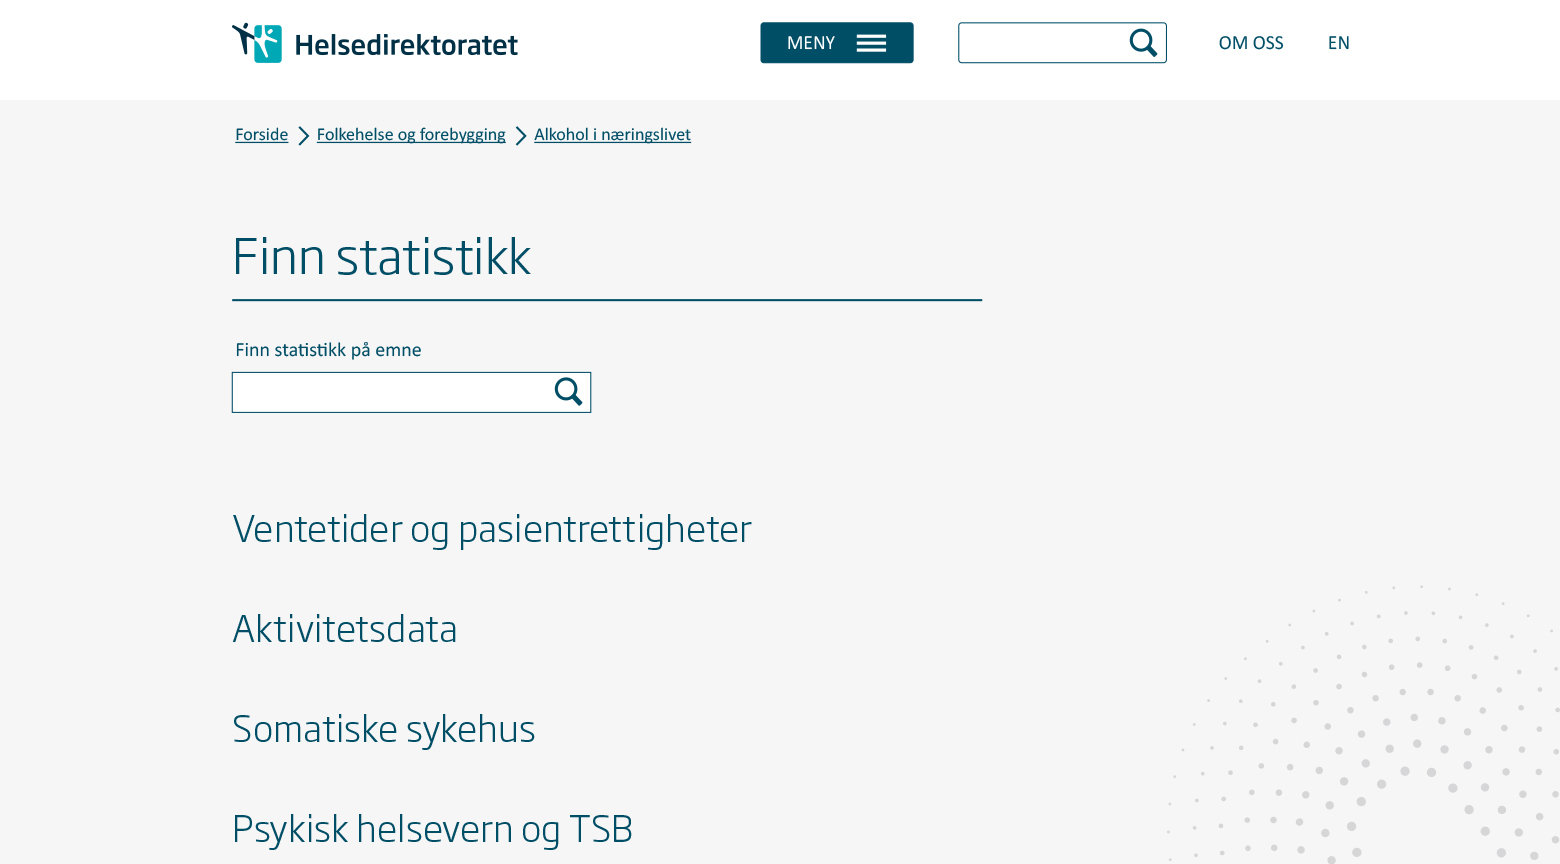 Helsedirektoratet
MENY
OM OSS
EN
Forside
Folkehelse og forebygging
Alkohol i næringslivet
Finn statistikk
Finn statistikk på emne
Ventetider og pasientrettigheter
Aktivitetsdata
Somatiske sykehus
Psykisk helsevern og TSB